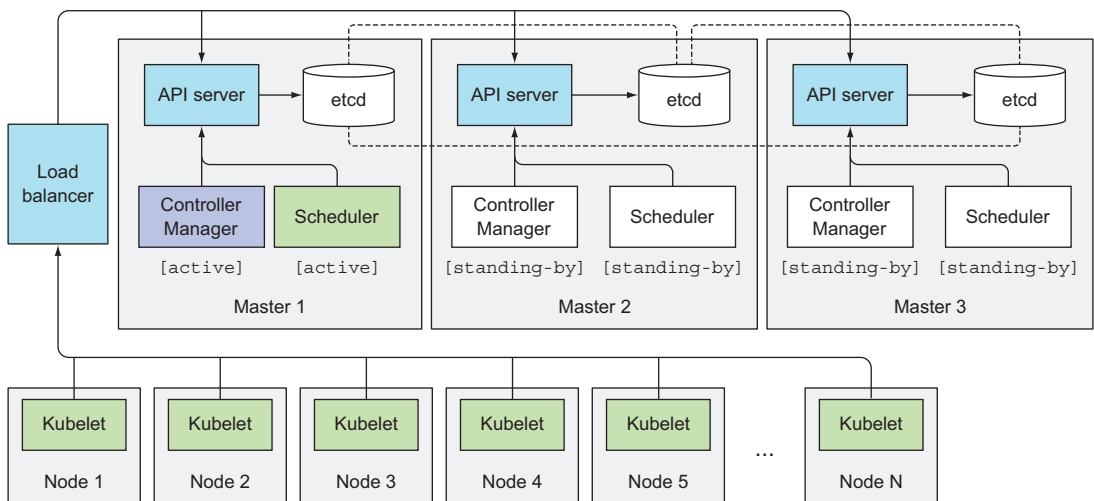 API server
etcd
API server
etcd
API server
etcd
Load
balancer
Controller
Manager
Scheduler
Controller
Manager
Scheduler
Controller
Manager
Scheduler
[active]
[active]
[standing-by]
[standing-by]
[standing-by]
[standing-by]
Master 1
Master 2
Master 3
Kubelet
Kubelet
Kubelet
Kubelet
Kubelet
Kubelet
...
Node 1
Node 2
Node 3
Node 4
Node 5
Node N